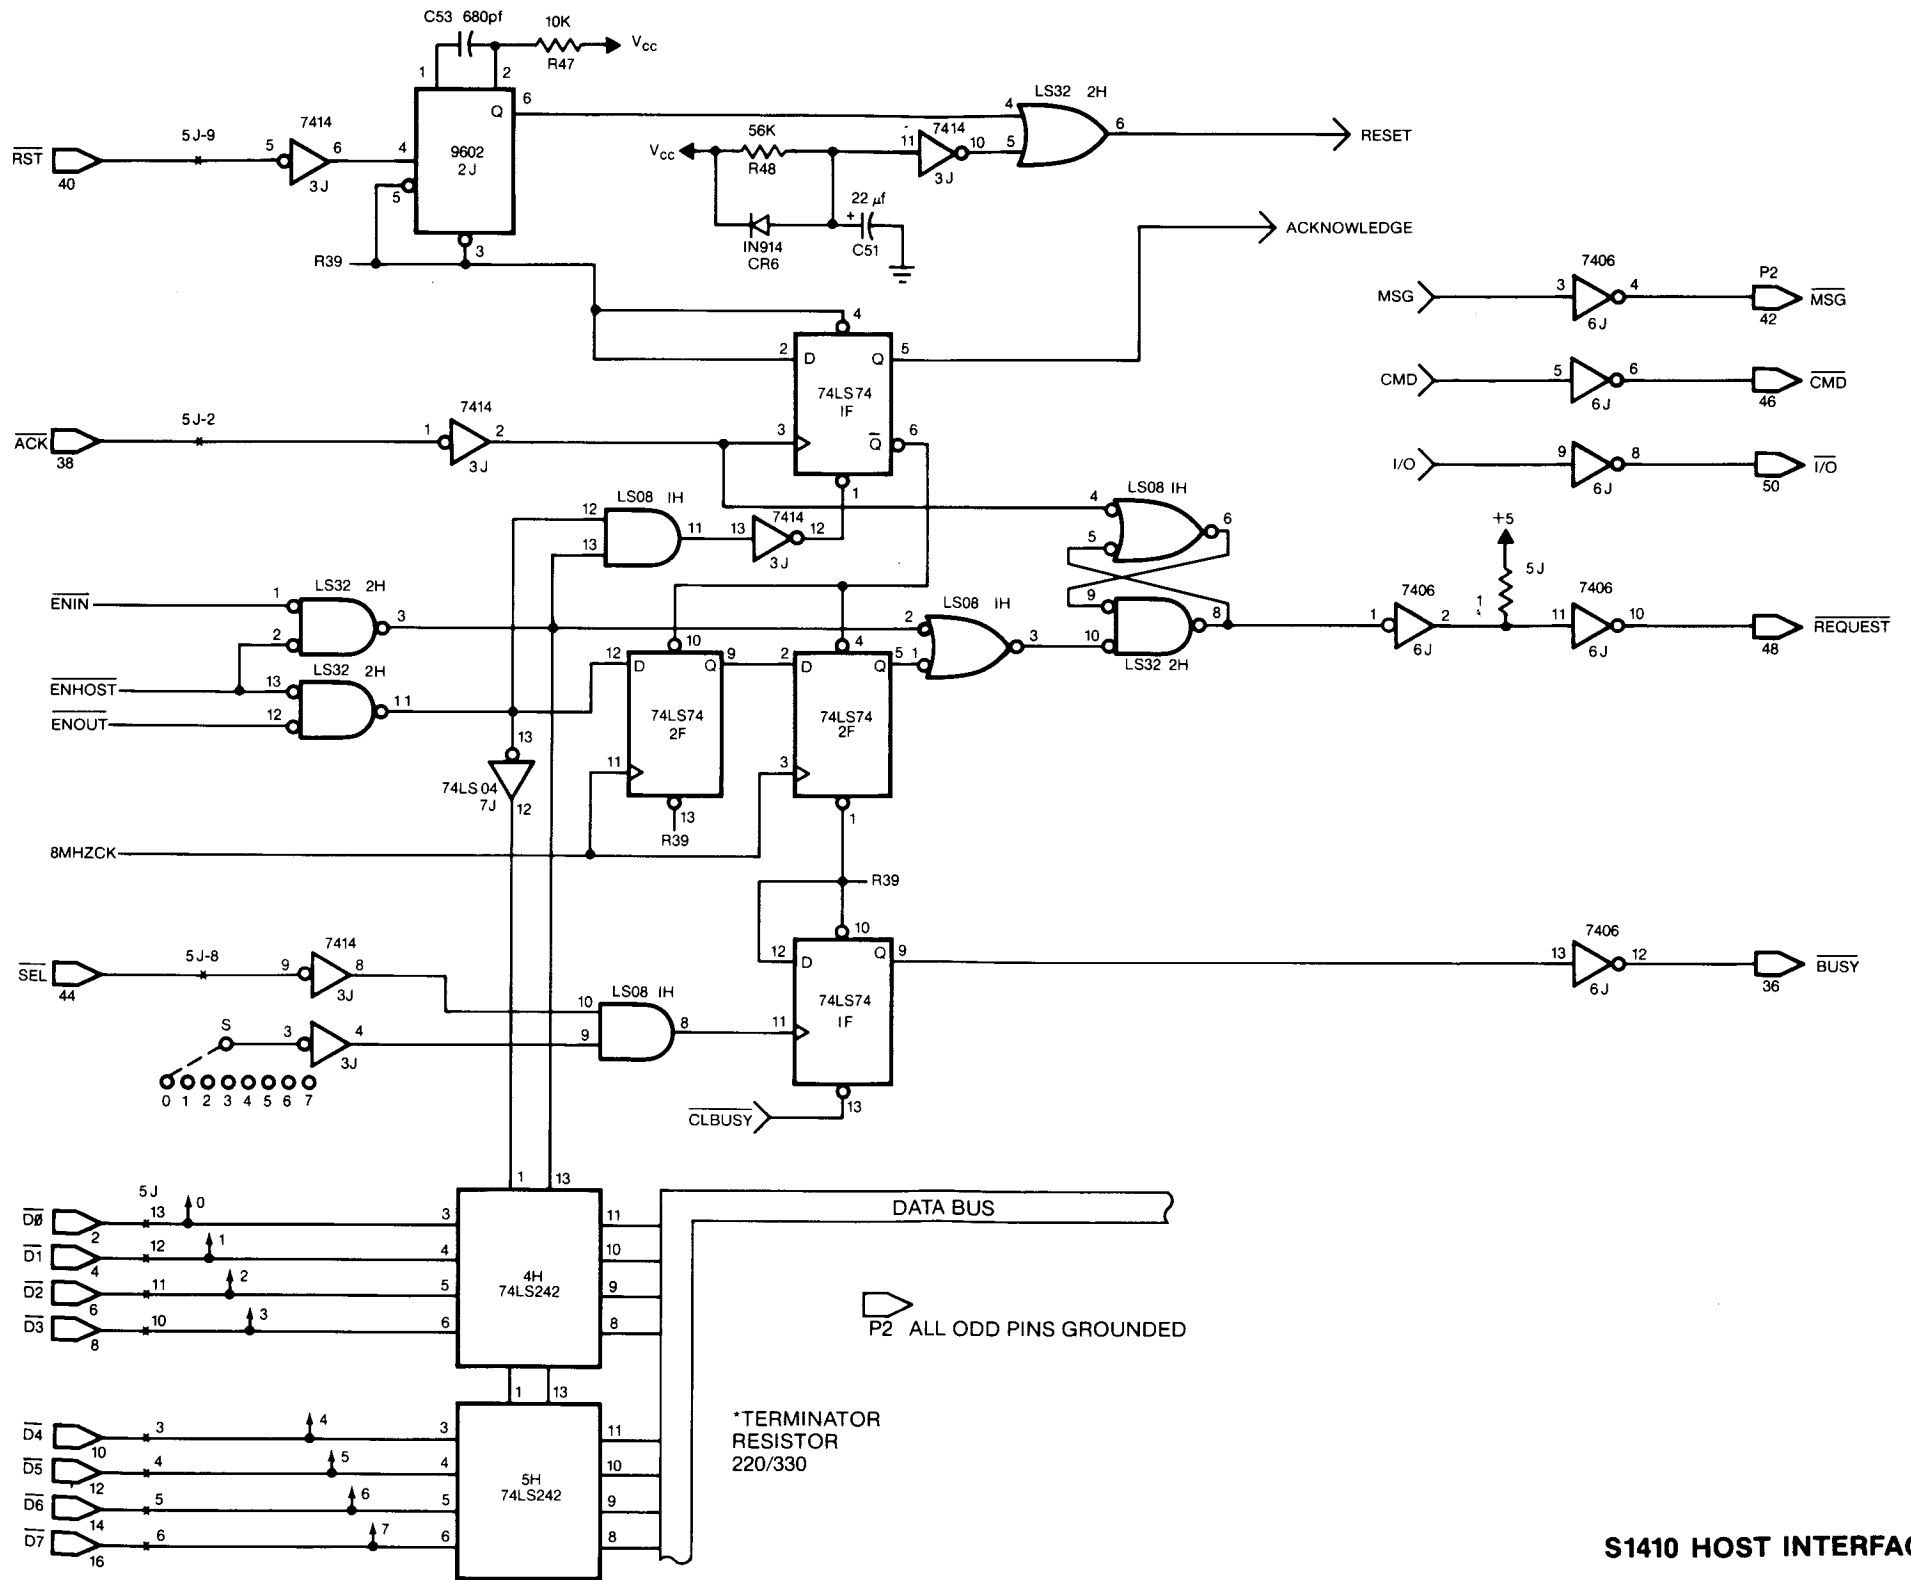 C53 680pf
10K
Vcc
R47
1
2
Q
6
RST
40
5J-9
7414
5
6
3J
4
9602
2J
5
3
R39
56K
Vcc
R48
22 µf
+
IN914
CR6
C51
7414
11
10
3J
LS32 2H
4
5
6
RESET
ACKNOWLEDGE
MSG
7406
3
4
6J
P2
MSG
42
CMD
5
6
6J
CMD
46
I/O
9
8
6J
I/O
50
4
2
D
Q
5
74LS74
1F
3
Q
6
1
ACK
38
5J-2
7414
1
2
3J
LS08 1H
12
13
11
7414
13
12
3J
LS08 1H
4
5
6
+5
5J
1
ENIN
1
LS32 2H
2
3
ENHOST
13
LS32 2H
ENOUT
12
11
LS08 1H
2
1
3
9
10
8
LS32 2H
7406
1
2
6J
7406
11
10
6J
REQUEST
48
10
12
D
Q
9
74LS74
2F
11
13
R39
4
2
D
Q
5
74LS74
2F
3
1
13
74LS04
7J
12
8MHZCK
R39
10
12
D
Q
9
74LS74
1F
11
13
CLBUSY
7406
13
12
6J
BUSY
36
SEL
44
5J-8
7414
9
8
3J
S
3
4
3J
0 1 2 3 4 5 6 7
LS08 1H
10
9
8
1
13
5J
D0
2
13
0
3
11
D1
4
12
1
4
10
D2
6
11
2
5
9
D3
8
10
3
6
8
4H
74LS242
DATA BUS
P2 ALL ODD PINS GROUNDED
1
13
D4
10
3
4
3
11
D5
12
4
5
4
10
D6
14
5
6
5
9
D7
16
6
7
6
8
5H
74LS242
*TERMINATOR
RESISTOR
220/330
S1410 HOST INTERFAC